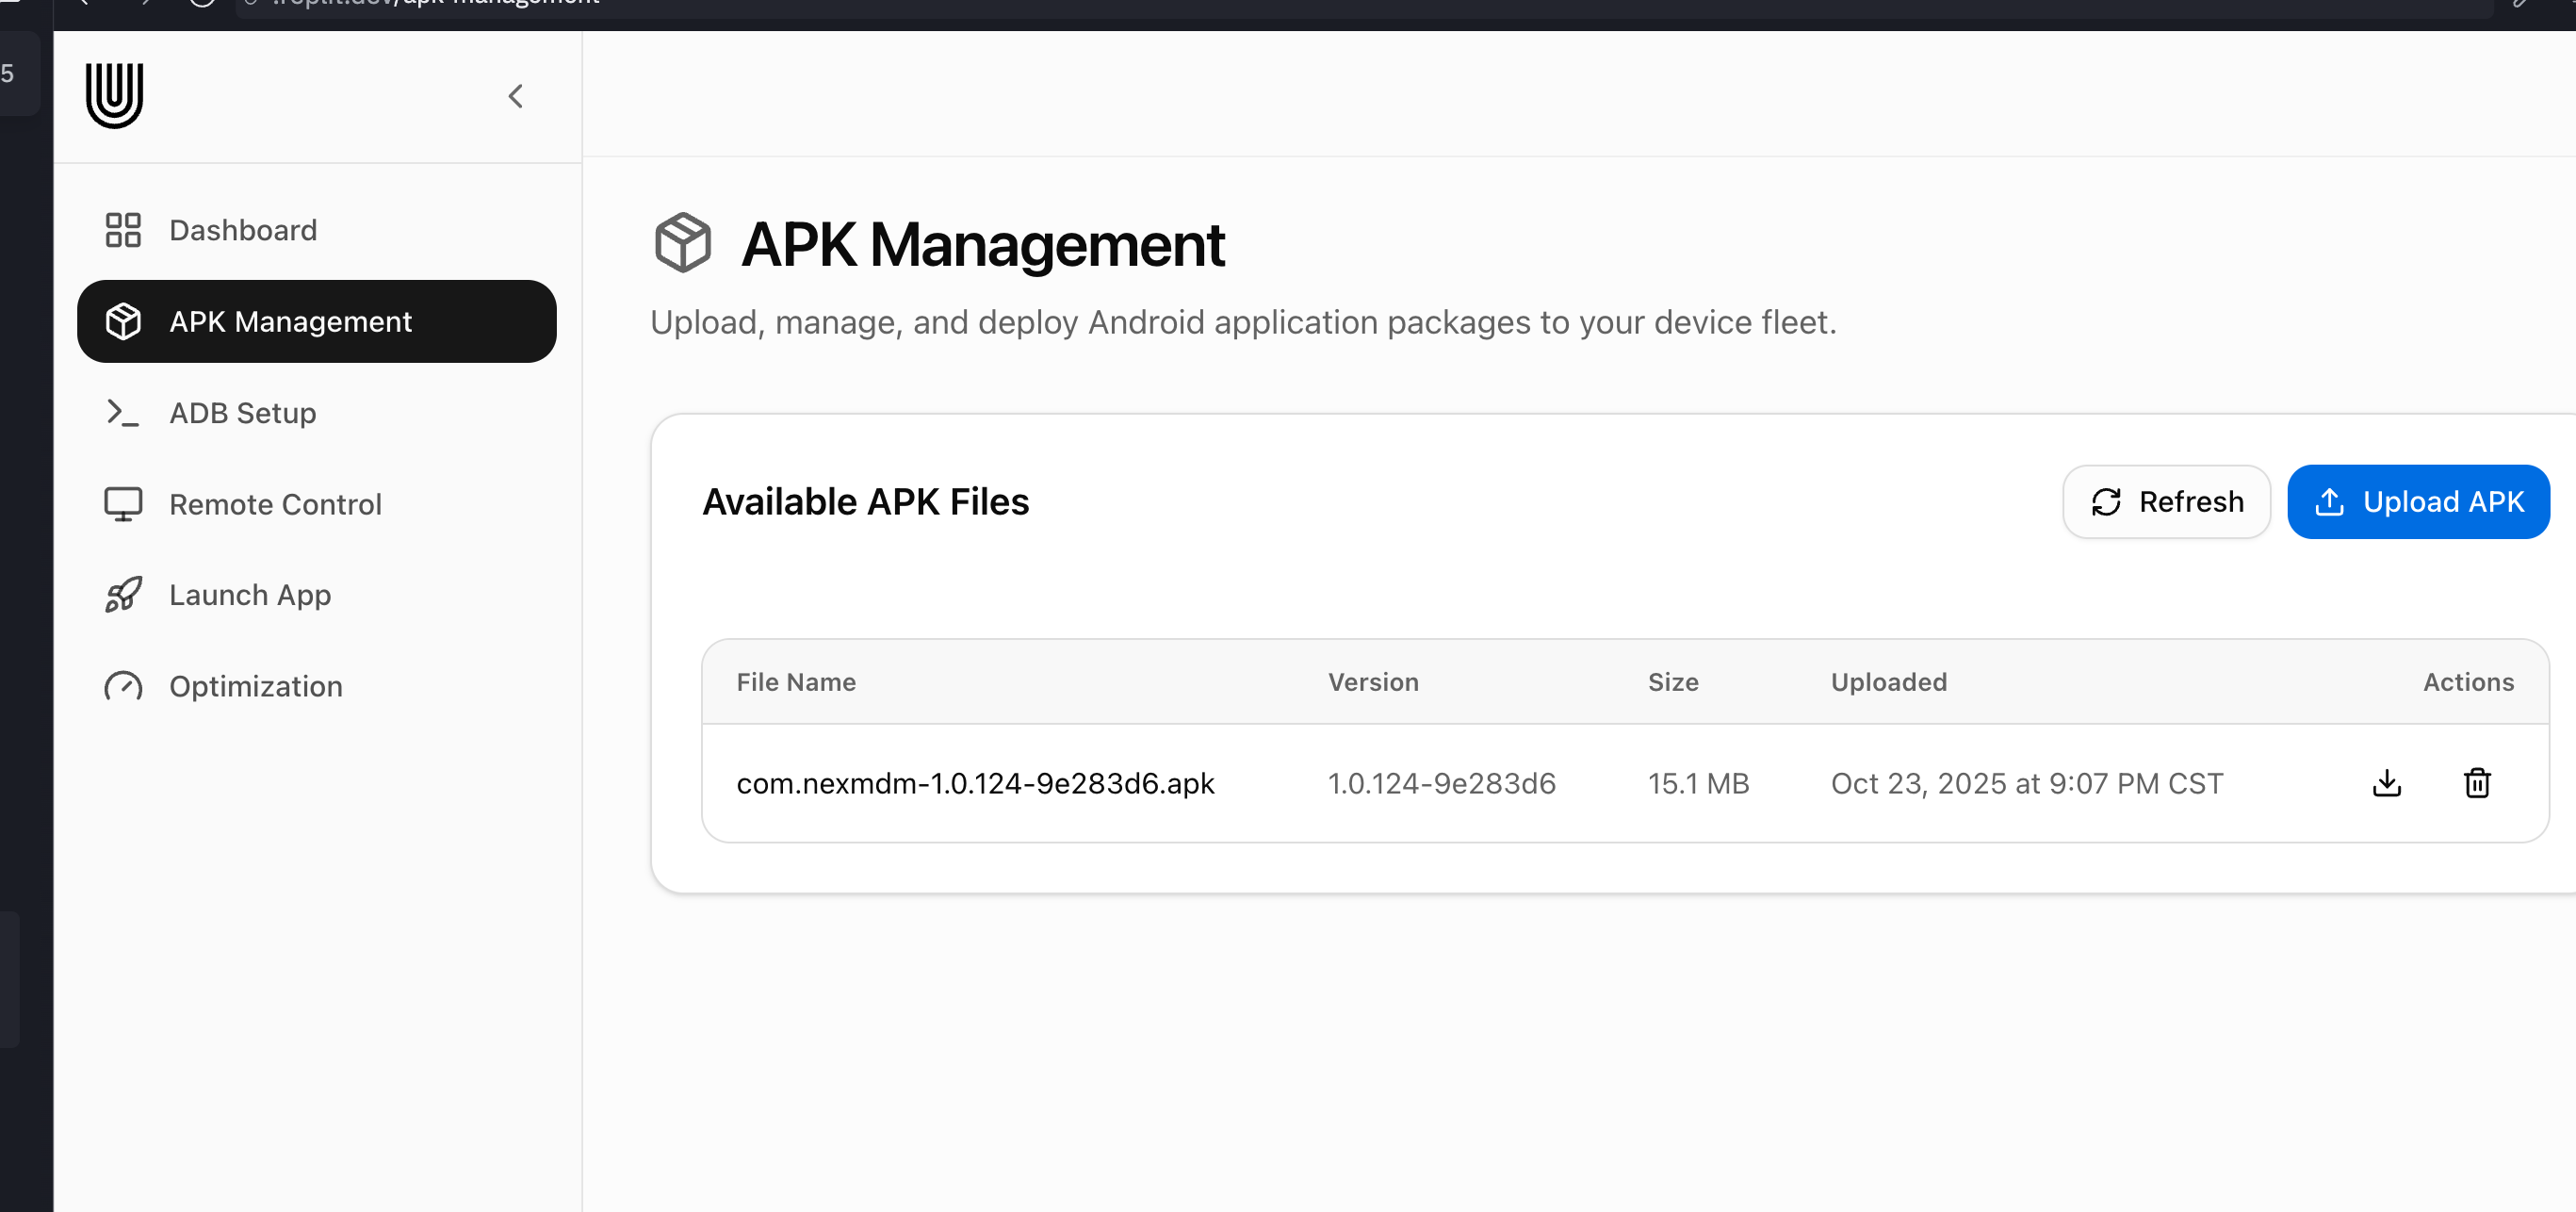 .replit.dev/apk-management
5
Dashboard
APK Management
ADB Setup
Remote Control
Launch App
Optimization
APK Management
Upload, manage, and deploy Android application packages to your device fleet.
Available APK Files
Refresh
Upload APK
File Name Version Size Uploaded Actions
com.nexmdm-1.0.124-9e283d6.apk 1.0.124-9e283d6 15.1 MB Oct 23, 2025 at 9:07 PM CST